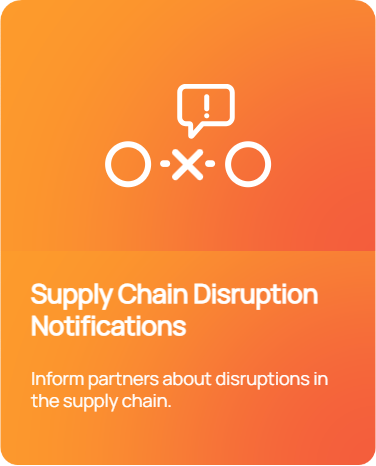 Supply Chain Disruption
Notifications
Inform partners about disruptions in
the supply chain.